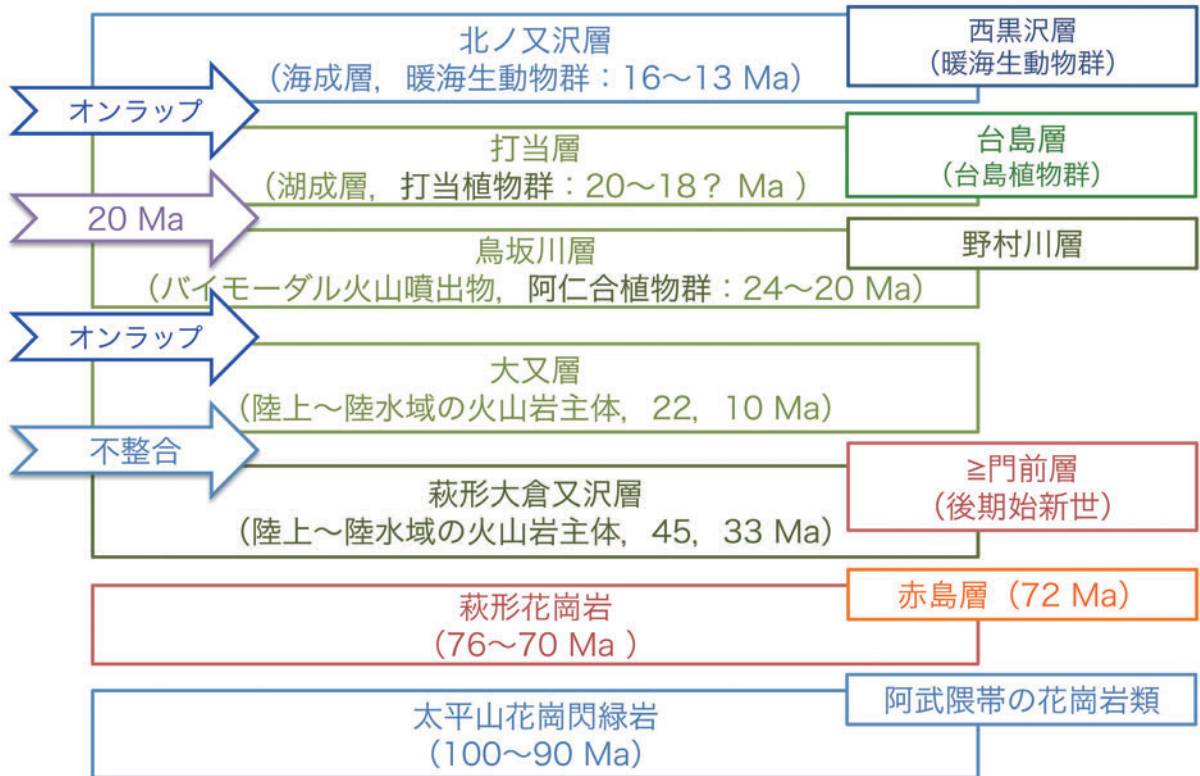 北ノ又沢層
（海成層，暖海生動物群：16〜13 Ma）
西黒沢層
（暖海生動物群）
オンラップ
打当層
（湖成層，打当植物群：20〜18？ Ma ）
台島層
（台島植物群）
20 Ma
鳥坂川層
（バイモーダル火山噴出物，阿仁合植物群：24〜20 Ma）
野村川層
オンラップ
大又層
（陸上〜陸水域の火山岩主体，22，10 Ma）
不整合
萩形大倉又沢層
（陸上〜陸水域の火山岩主体，45，33 Ma）
≧門前層
（後期始新世）
萩形花崗岩
（76〜70 Ma ）
赤島層（72 Ma）
太平山花崗閃緑岩
（100〜90 Ma）
阿武隈帯の花崗岩類